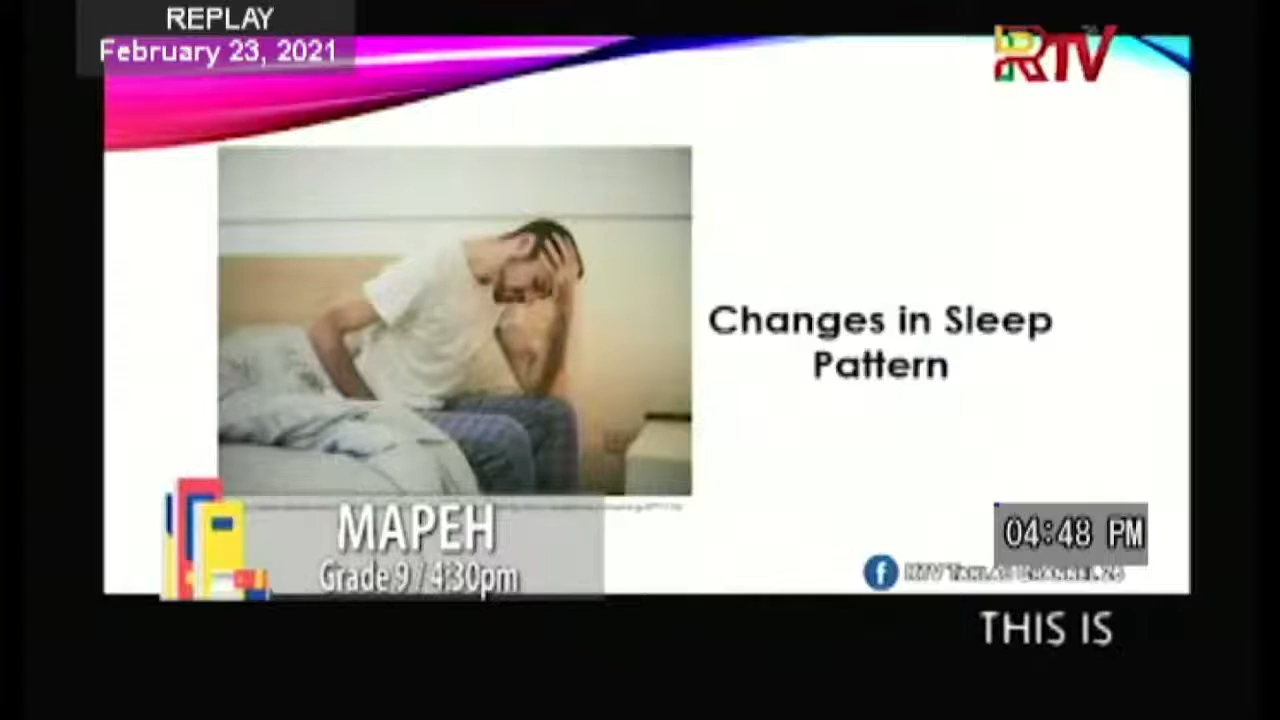 REPLAY
February 23, 2021
RTV
Changes in Sleep
Pattern
MAPEH
Grade 9 / 4:30pm
04:48 PM
f
RTV
THIS IS